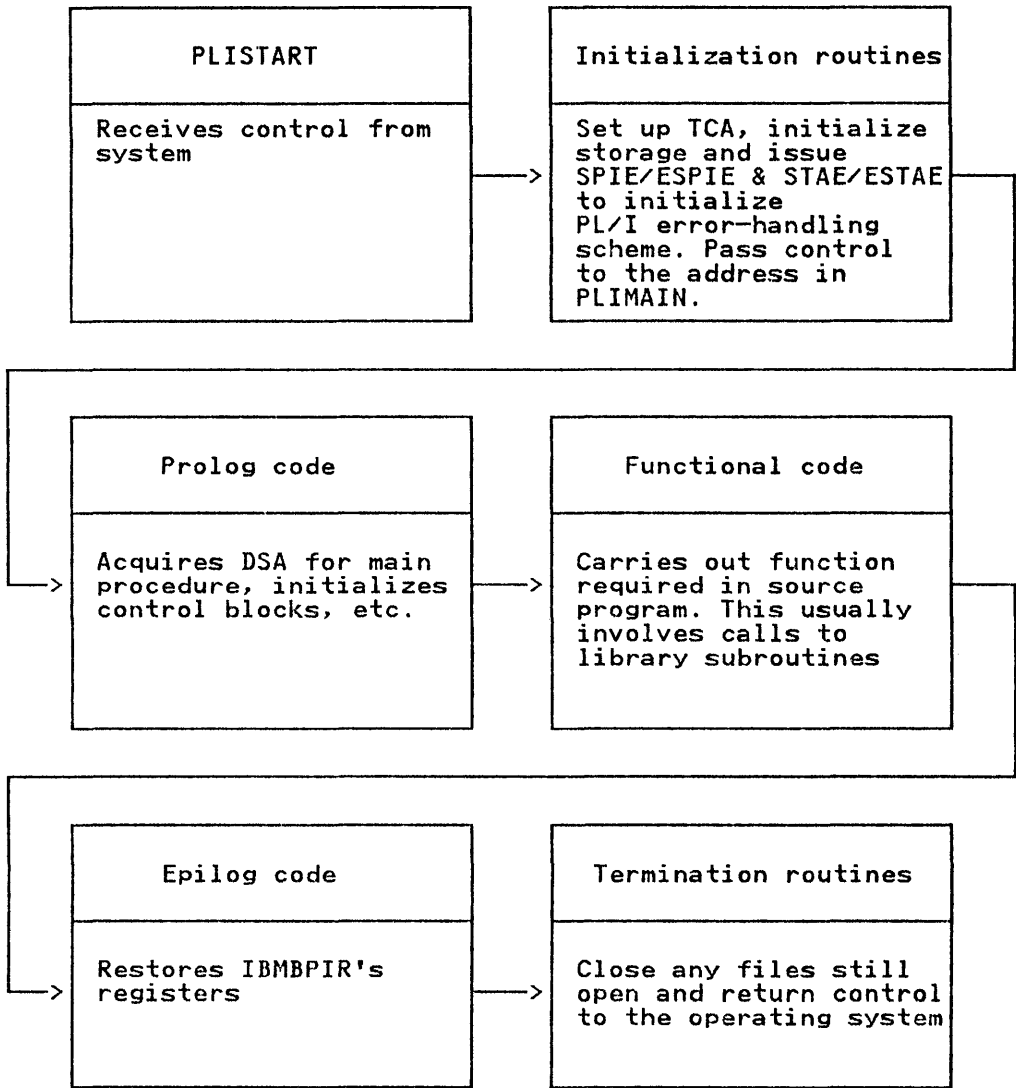 PLISTART
Receives control from
system
Initialization routines
Set up TCA, initialize
storage and issue
SPIE/ESPIE & STAE/ESTAE
to initialize
PL/I error-handling
scheme. Pass control
to the address in
PLIMAIN.
Prolog code
Acquires DSA for main
procedure, initializes
control blocks, etc.
Functional code
Carries out function
required in source
program. This usually
involves calls to
library subroutines
Epilog code
Restores IBMBPIR's
registers
Termination routines
Close any files still
open and return control
to the operating system